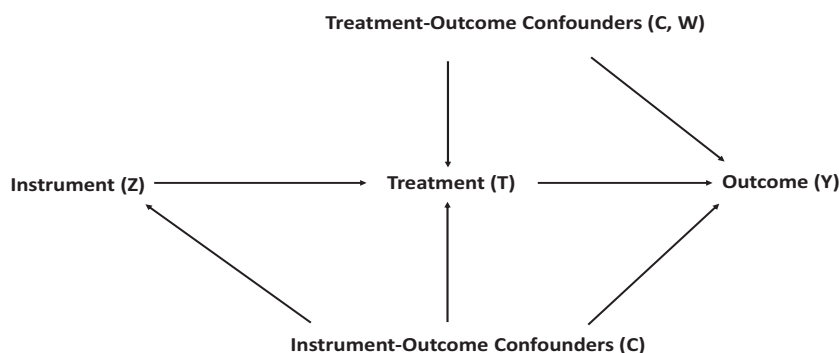 Treatment-Outcome Confounders (C, W)
Instrument (Z)
Treatment (T)
Outcome (Y)
Instrument-Outcome Confounders (C)